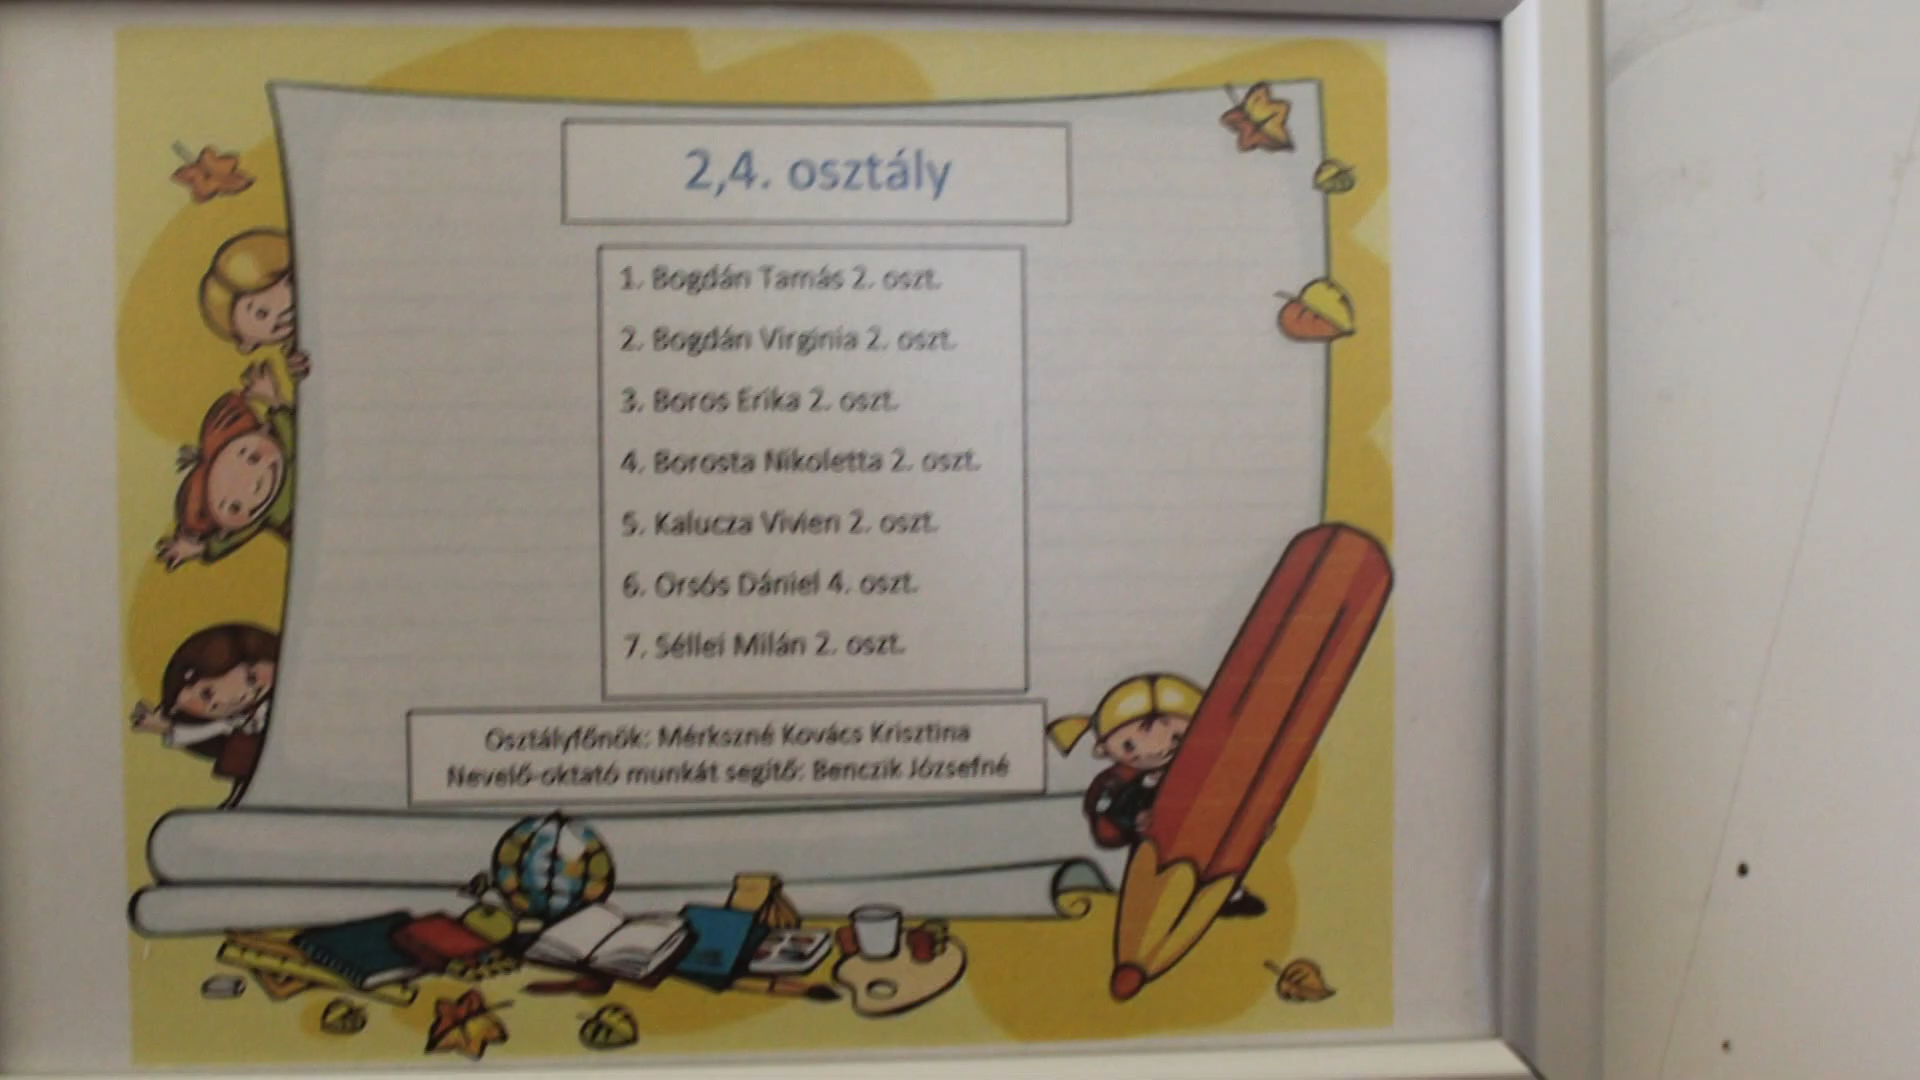 2,4. osztály
1. Bogdán Tamás 2. oszt.
2. Bogdán Virginia 2. oszt.
3. Boros Erika 2. oszt.
4. Borosta Nikoletta 2. oszt.
5. Kalucza Vivien 2. oszt.
6. Orsós Dániel 4. oszt.
7. Séllei Milán 2. oszt.
Osztályfőnök: Mérkszné Kovács Krisztina
Nevelő-oktató munkát segítő: Benczik Józsefné